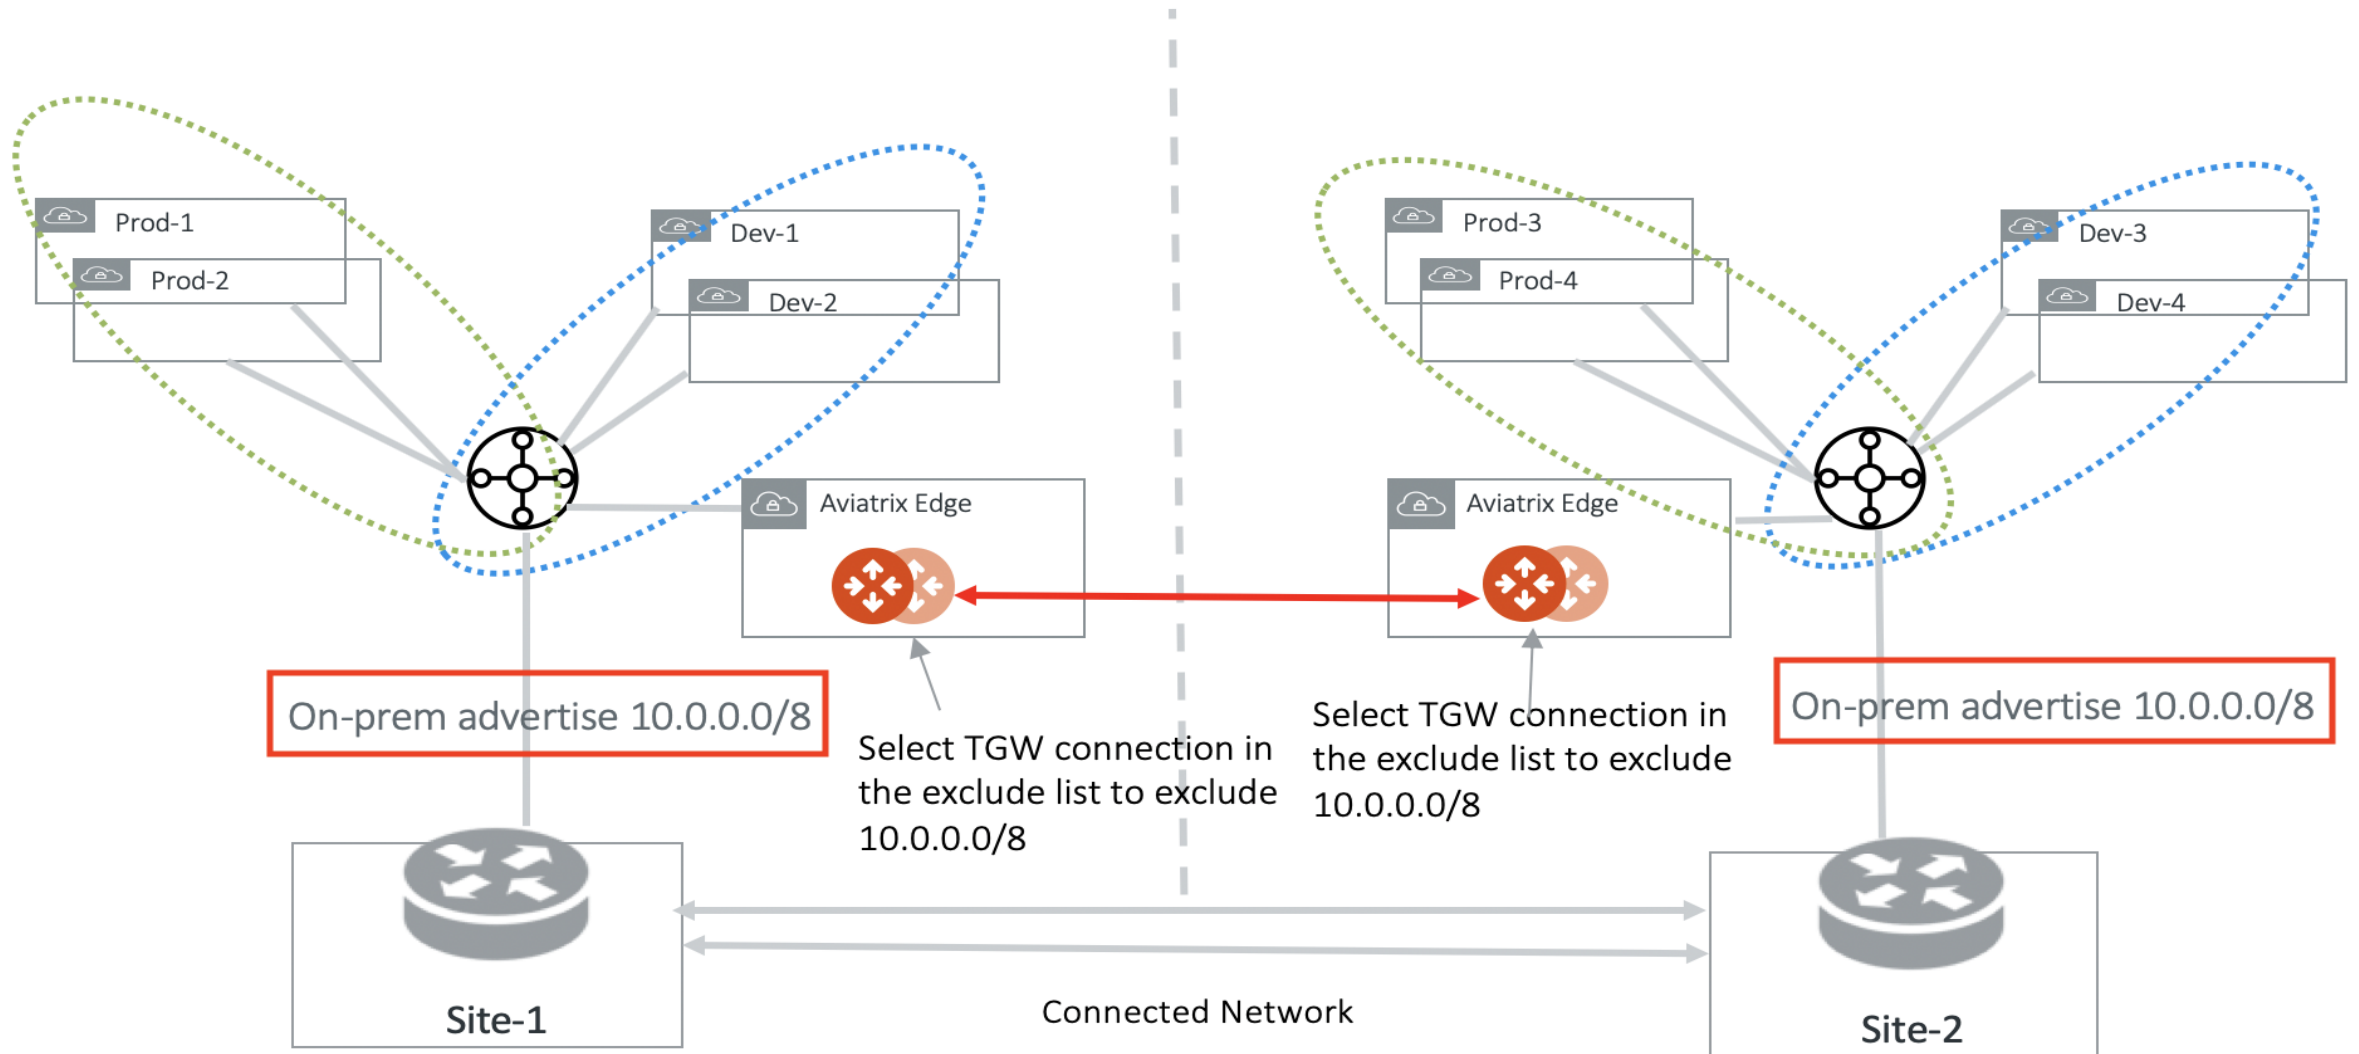 Prod-1
Prod-2
Dev-1
Dev-2
Prod-3
Prod-4
Dev-3
Dev-4
Aviatrix Edge
Aviatrix Edge
On-prem advertise 10.0.0.0/8
Select TGW connection in
the exclude list to exclude
10.0.0.0/8
Select TGW connection in
the exclude list to exclude
10.0.0.0/8
On-prem advertise 10.0.0.0/8
Site-1
Connected Network
Site-2